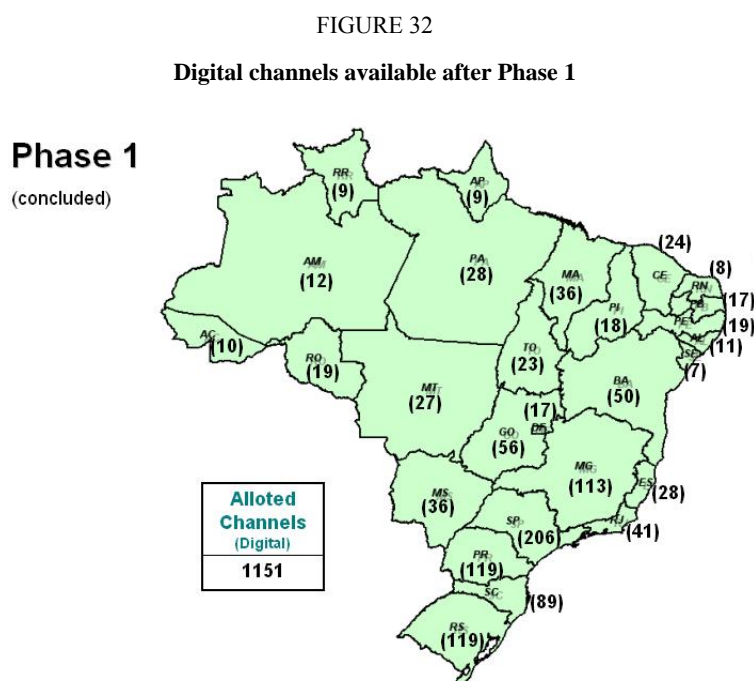 FIGURE 32
Digital channels available after Phase 1
Phase 1
(concluded)
RR
(9)
AP
(9)
(24)
AM
(12)
PA
(28)
MA
(36)
CE
(8)
RN
PI
(18)
PB
(17)
PE
(19)
AC
(10)
RO
(19)
TO
(23)
AL
(11)
SE
(7)
MT
(27)
BA
(50)
(17)
DF
GO
(56)
MG
(113)
ES
(28)
MS
(36)
SP
(206)
RJ
(41)
PR
(119)
SC
(89)
RS
(119)
Alloted
Channels
(Digital)
1151